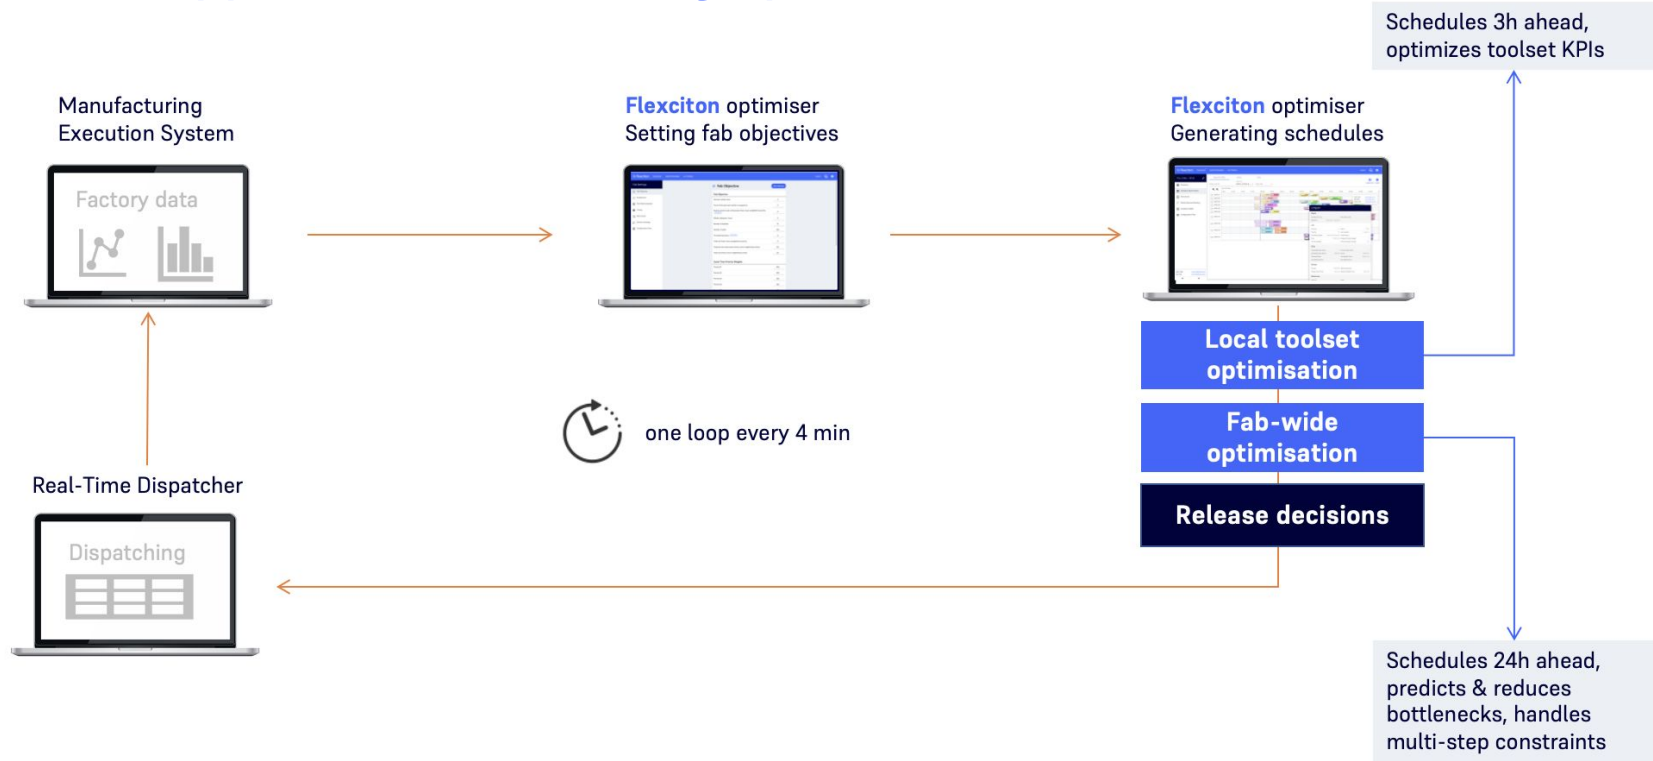 Schedules 3h ahead,
optimizes toolset KPIs
Manufacturing
Execution System
Flexciton optimiser
Setting fab objectives
Flexciton optimiser
Generating schedules
Factory data
Fab Objectives
Local toolset
optimisation
Fab-wide
optimisation
one loop every 4 min
Real-Time Dispatcher
Release decisions
Dispatching
Schedules 24h ahead,
predicts & reduces
bottlenecks, handles
multi-step constraints